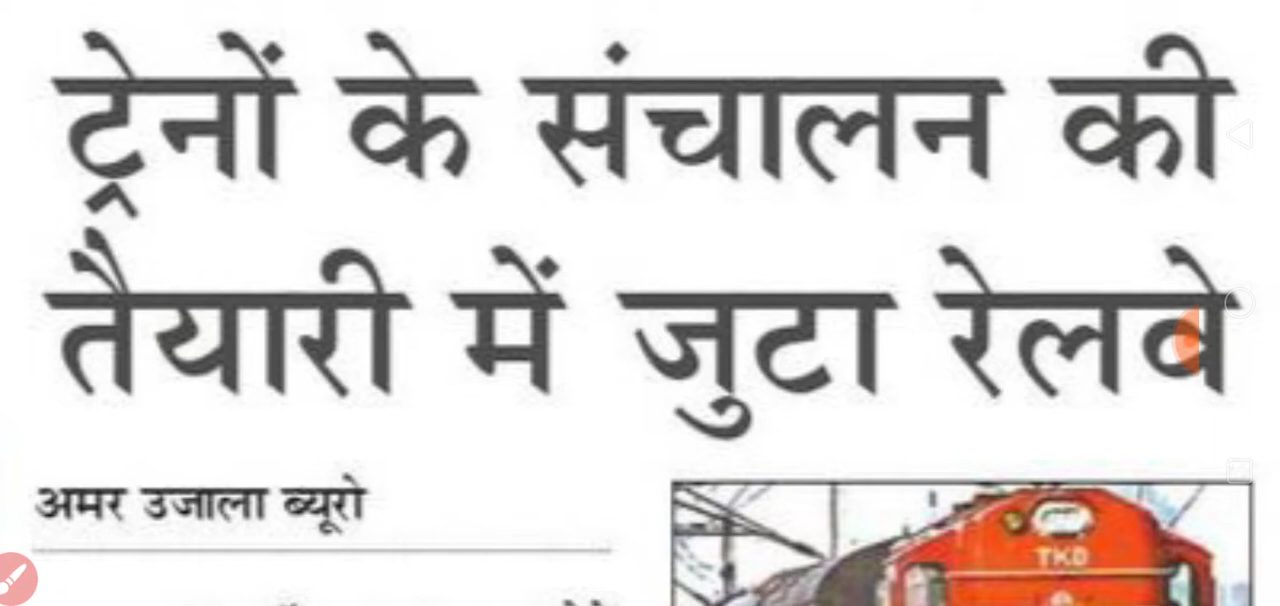 ट्रेनों के संचालन की
तैयारी में जुटा रेलवे
अमर उजाला ब्यूरो
TKD